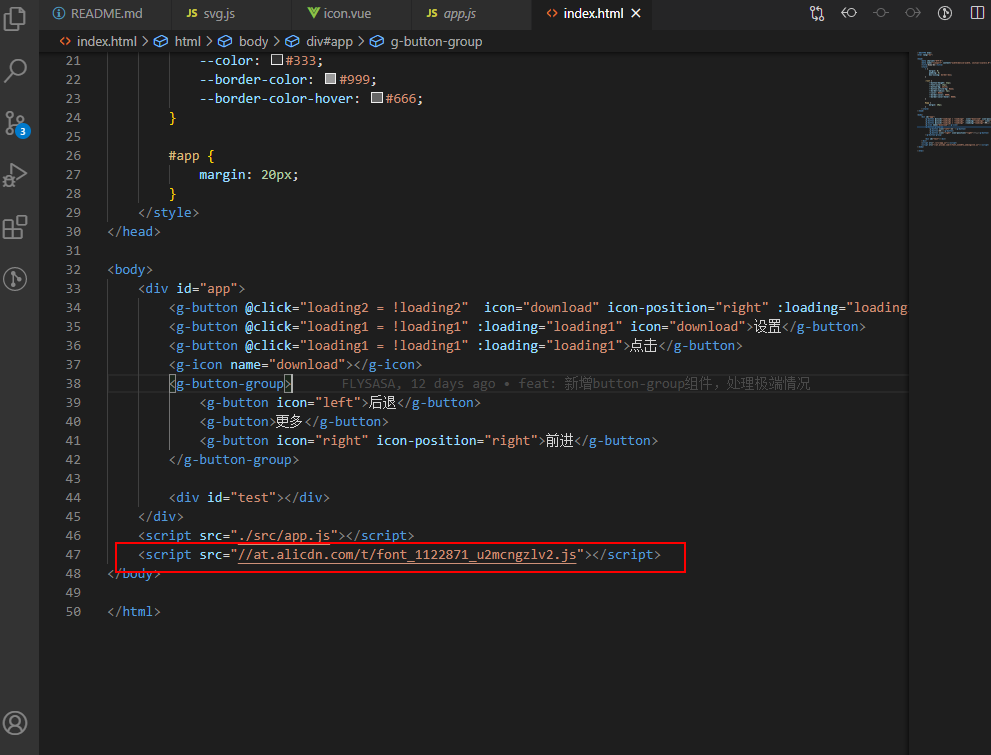 README.md
JS svg.js
icon.vue
JS app.js
index.html
index.html > html > body > div#app > g-button-group
21 --color: #333;
22 --border-color: #999;
23 --border-color-hover: #666;
24 }
25
26 #app {
27 margin: 20px;
28 }
29 </style>
30 </head>
31
32 <body>
33 <div id="app">
34 <g-button @click="loading2 = !loading2"  icon="download" icon-position="right" :loading="loading
35 <g-button @click="loading1 = !loading1" :loading="loading1" icon="download">设置</g-button>
36 <g-button @click="loading1 = !loading1" :loading="loading1">点击</g-button>
37 <g-icon name="download"></g-icon>
38 <g-button-group> FLYSASA, 12 days ago • feat: 新增button-group组件，处理极端情况
39 <g-button icon="left">后退</g-button>
40 <g-button>更多</g-button>
41 <g-button icon="right" icon-position="right">前进</g-button>
42 </g-button-group>
43
44 <div id="test"></div>
45 </div>
46 <script src="./src/app.js"></script>
47 <script src="//at.alicdn.com/t/font_1122871_u2mcngzlv2.js"></script>
48 </body>
49
50 </html>
3